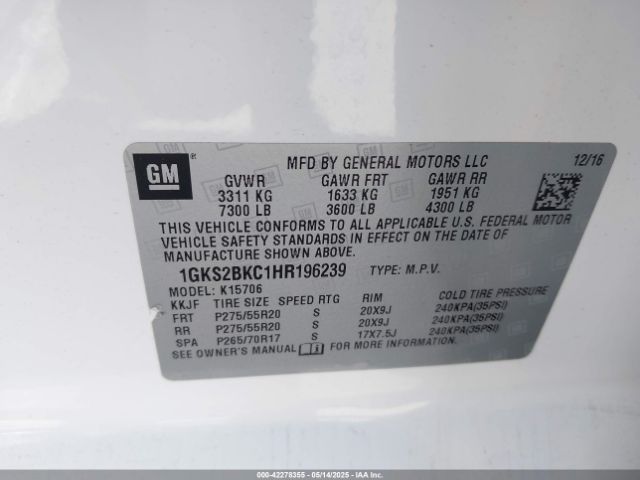 GM
MFD BY GENERAL MOTORS LLC 12/16
GVWR GAWR FRT GAWR RR
3311 KG 1633 KG 1951 KG
7300 LB 3600 LB 4300 LB
THIS VEHICLE CONFORMS TO ALL APPLICABLE U.S. FEDERAL MOTOR
VEHICLE SAFETY STANDARDS IN EFFECT ON THE DATE OF
MANUFACTURE SHOWN ABOVE.
1GKS2BKC1HR196239 TYPE: M.P.V.
MODEL: K15706
KKJF TIRE SIZE SPEED RTG RIM COLD TIRE PRESSURE
FRT P275/55R20 S 20X9J 240KPA(35PSI)
RR P275/55R20 S 20X9J 240KPA(35PSI)
SPA P265/70R17 S 17X7.5J 240KPA(35PSI)
SEE OWNER'S MANUAL FOR MORE INFORMATION.
000-42278355 - 05/14/2025 - IAAI.CA